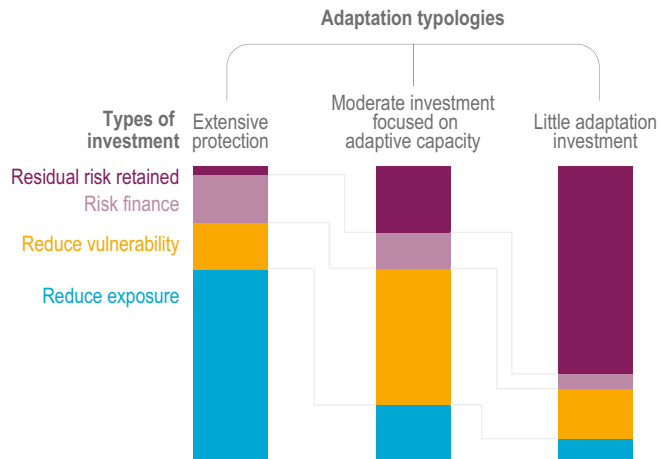 Adaptation typologies
Types of
investment
Extensive
protection
Moderate investment
focused on
adaptive capacity
Little adaptation
investment
Residual risk retained
Risk finance
Reduce vulnerability
Reduce exposure